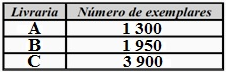 Livraria Número de exemplares
A 1 300
B 1 950
C 3 900